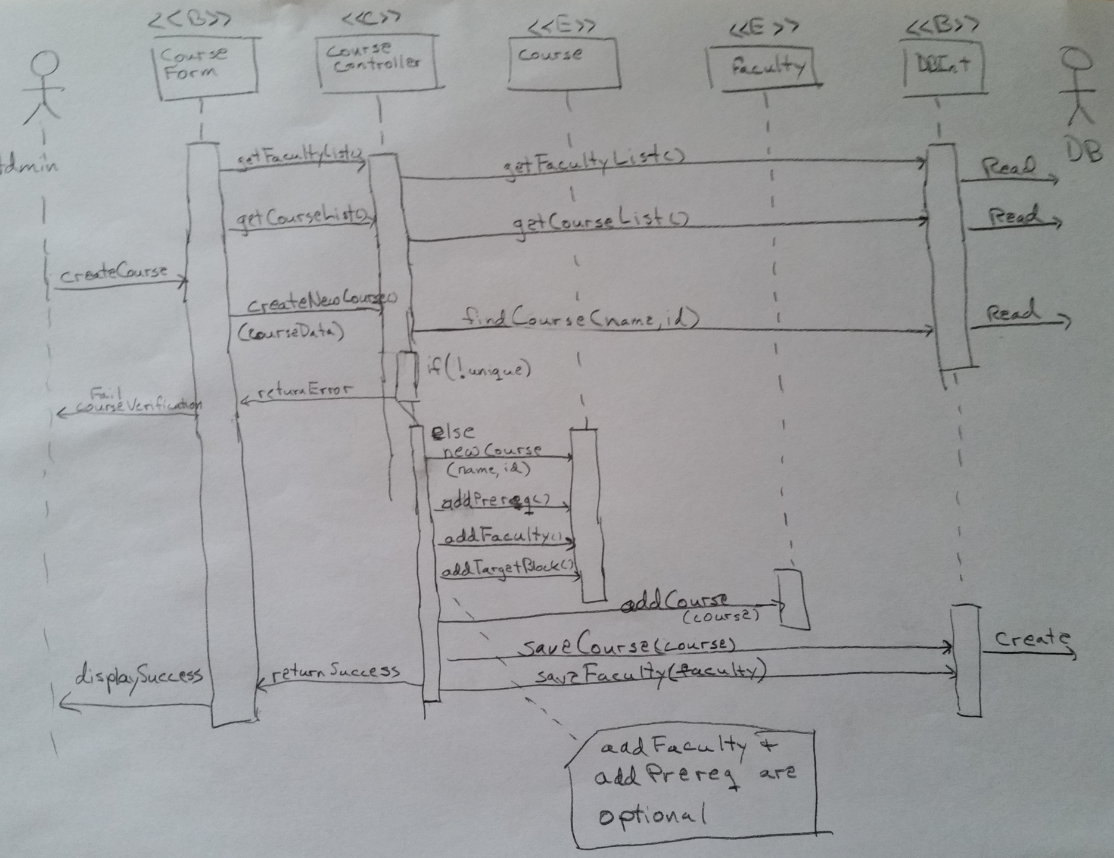 <<B>>
<<C>>
<<E>>
<<E>>
<<B>>
Course
Form
Course
Controller
Course
Faculty
DBInt
Admin
DB
getFacultyList()
getFacultyList()
Read
getCourseList()
getCourseList()
Read
createCourse
createNewCourse()
(courseData)
findCourse(name, id)
Read
if(!unique)
returnError
Fail
courseVerification
else
newCourse
(name, id)
addPrereq()
addFaculty()
addTargetBlock()
addCourse
(course)
saveCourse(course)
Create
saveFaculty(faculty)
returnSuccess
displaySuccess
addFaculty +
addPrereq are
optional